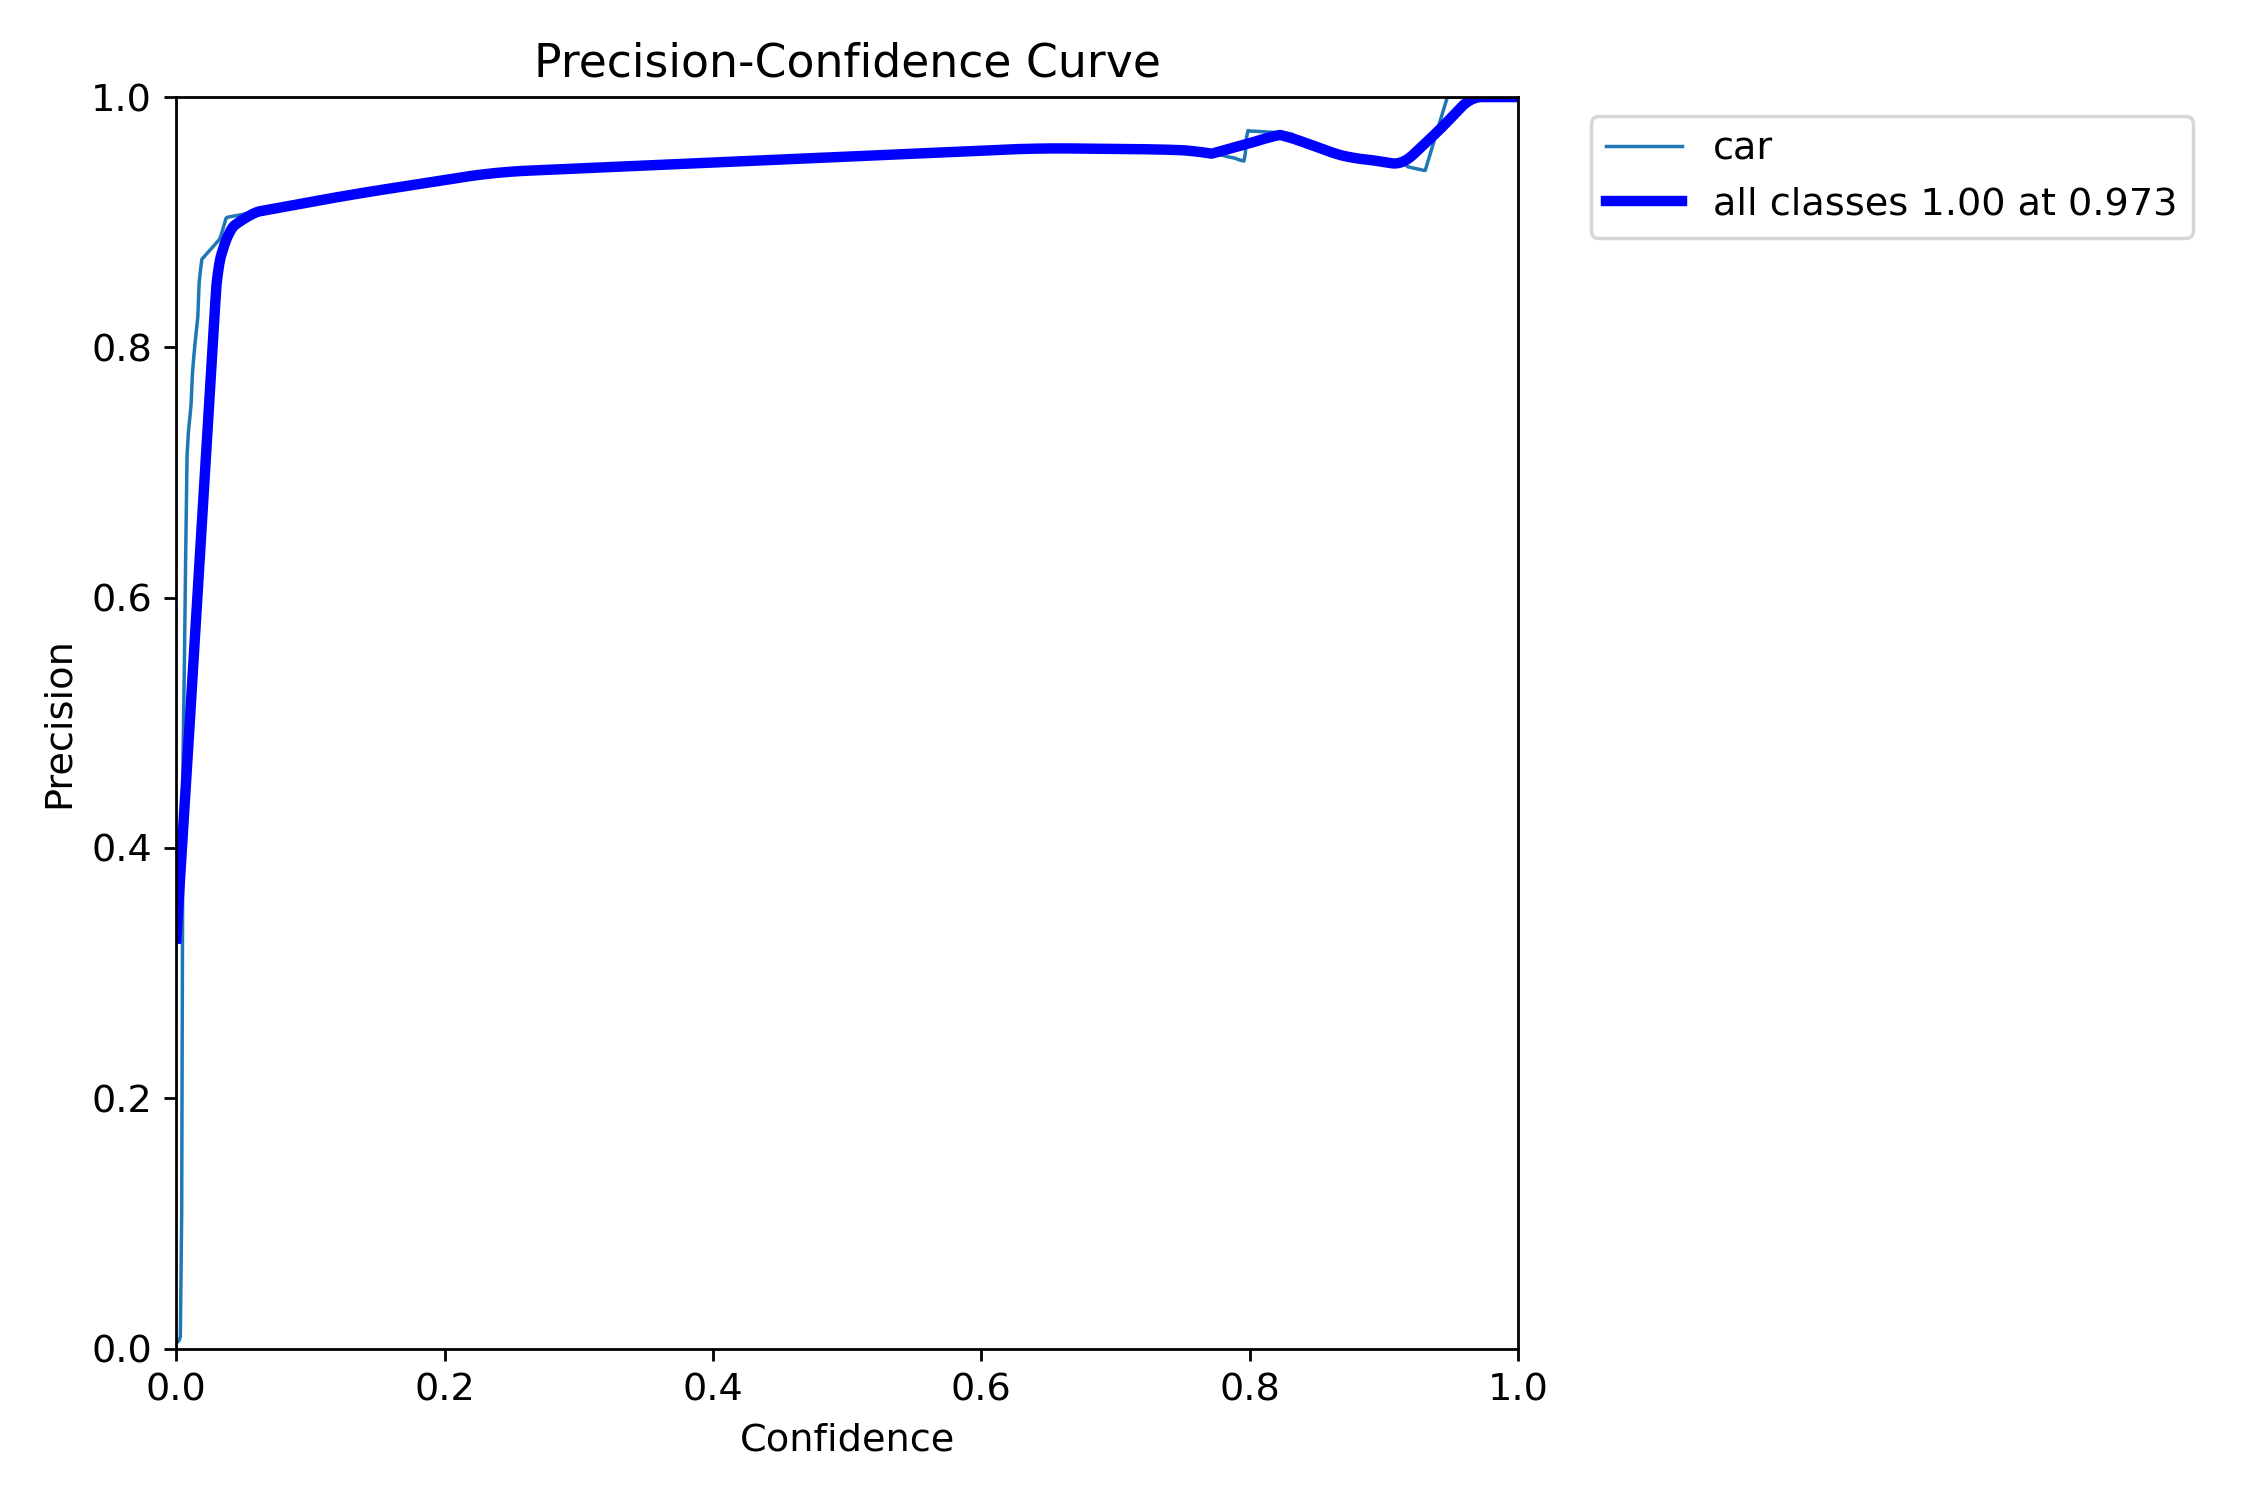 Precision-Confidence Curve
1.0
0.8
0.6
0.4
0.2
0.0
Precision
0.0 0.2 0.4 0.6 0.8 1.0
Confidence
car
all classes 1.00 at 0.973